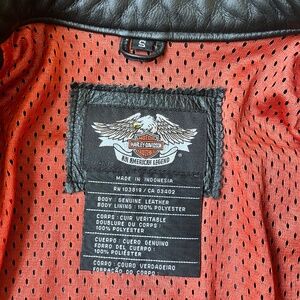 S
HARLEY-DAVIDSON
AN AMERICAN LEGEND
MADE IN INDONESIA
RN 103819 / CA 03402
BODY : GENUINE LEATHER
BODY LINING : 100% POLYESTER
CORPS : CUIR VERITABLE
DOUBLURE DU CORPS :
100% POLYESTER
CUERPO : CUERO GENUINO
FORRO DEL CUERPO :
100% POLIESTER
CORPO : COURO VERDADEIRO
FORRAÇÃO DO CORPO :